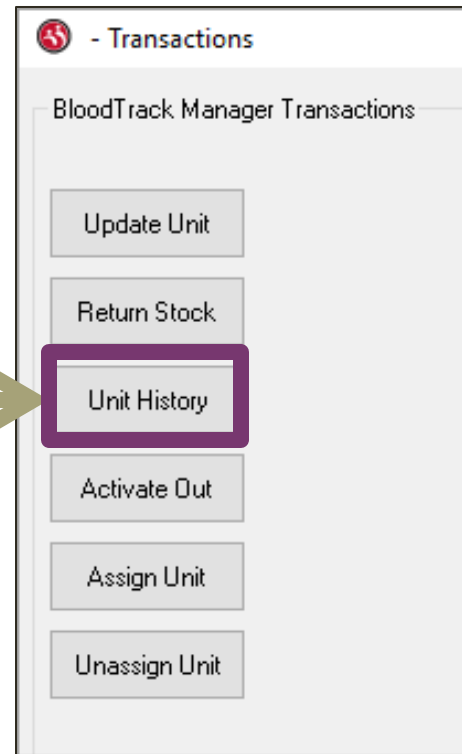 - Transactions
BloodTrack Manager Transactions
Update Unit
Return Stock
Unit History
Activate Out
Assign Unit
Unassign Unit